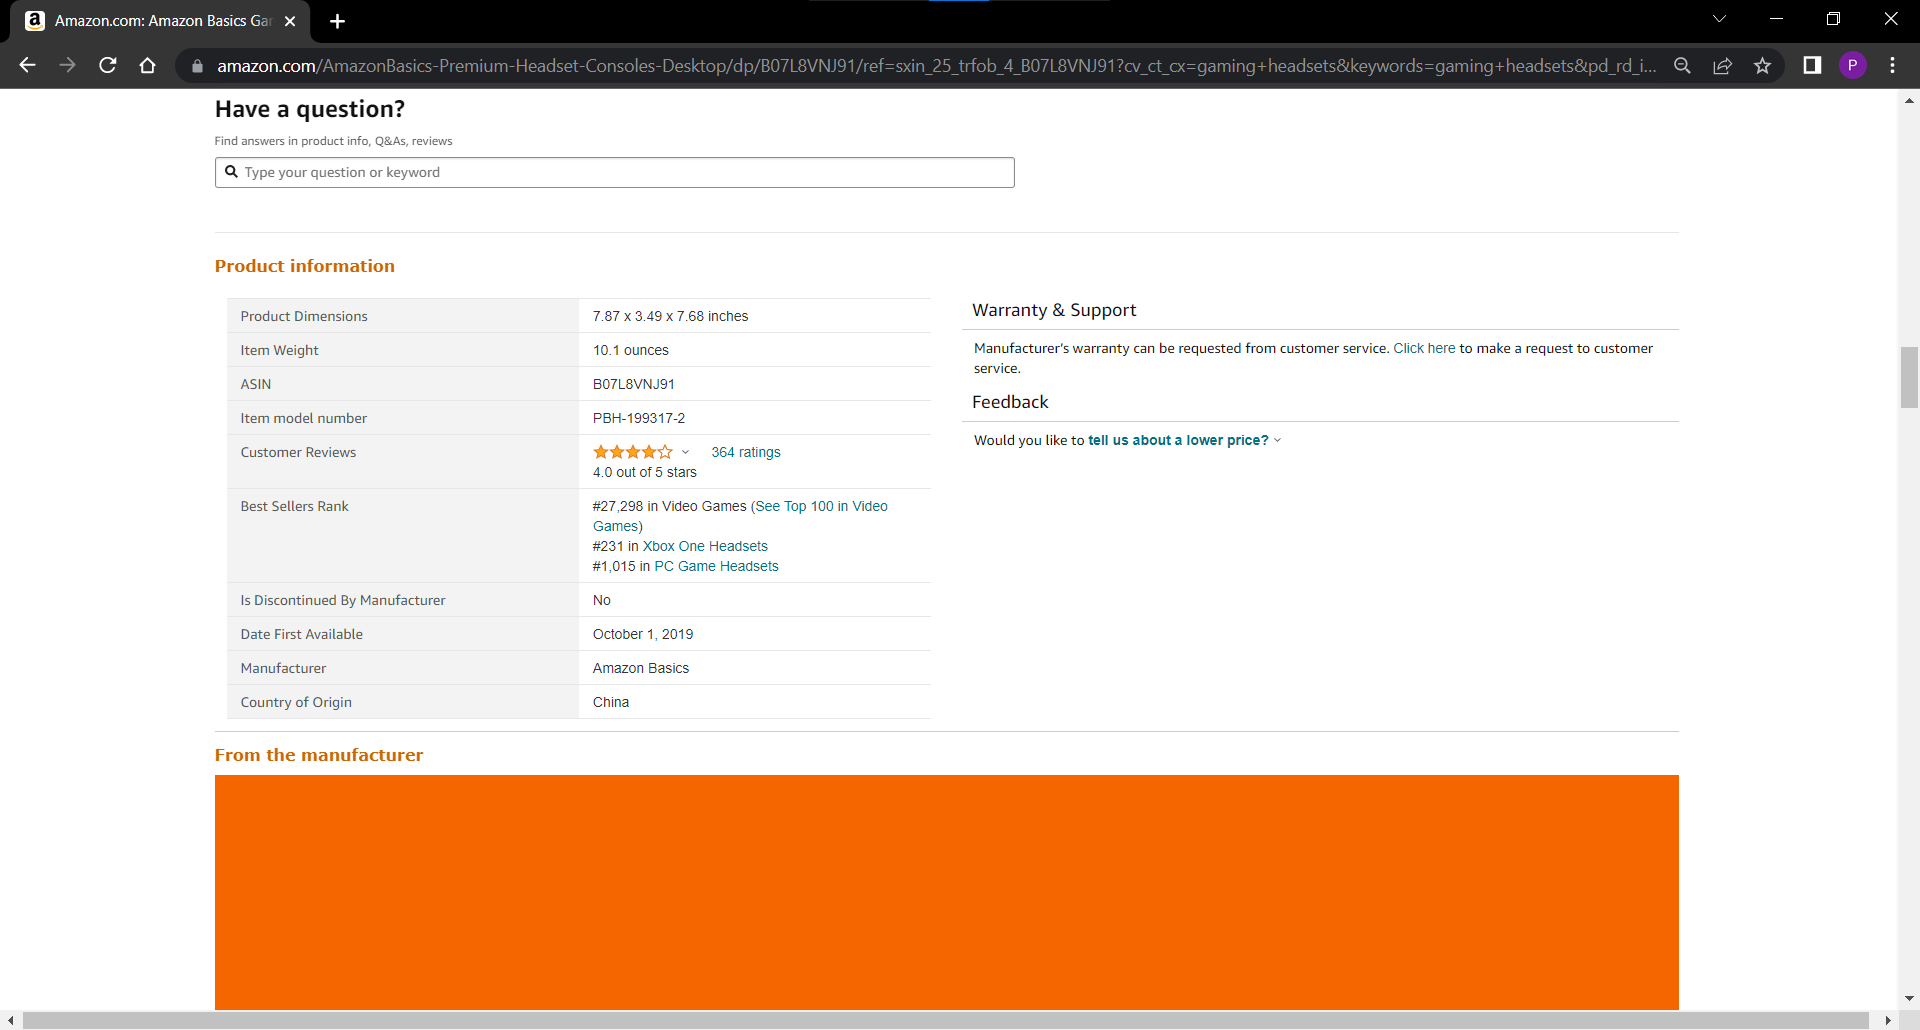 Amazon.com: Amazon Basics Gar
amazon.com/AmazonBasics-Premium-Headset-Consoles-Desktop/dp/B07L8VNJ91/ref=sxin_25_trfob_4_B07L8VNJ91?cv_ct_cx=gaming+headsets&keywords=gaming+headsets&pd_rd_i...
P
Have a question?
Find answers in product info, Q&As, reviews
Type your question or keyword
Product information
Product Dimensions 7.87 x 3.49 x 7.68 inches
Item Weight 10.1 ounces
ASIN B07L8VNJ91
Item model number PBH-199317-2
Customer Reviews 364 ratings
4.0 out of 5 stars
Best Sellers Rank #27,298 in Video Games (See Top 100 in Video
Games)
#231 in Xbox One Headsets
#1,015 in PC Game Headsets
Is Discontinued By Manufacturer No
Date First Available October 1, 2019
Manufacturer Amazon Basics
Country of Origin China
Warranty & Support
Manufacturer's warranty can be requested from customer service. Click here to make a request to customer
service.
Feedback
Would you like to tell us about a lower price?
From the manufacturer